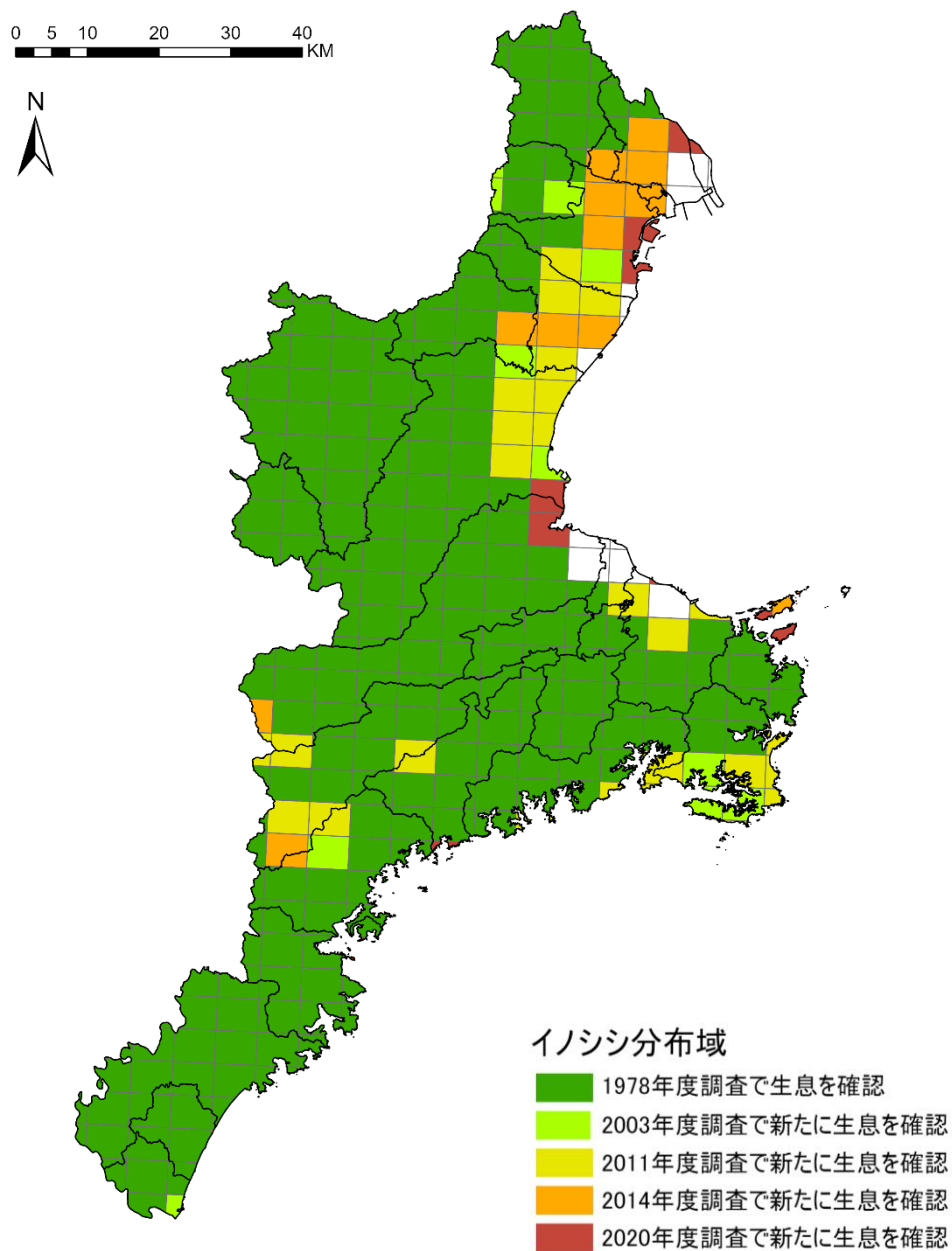 0 5 10 20 30 40
KM
N
イノシシ分布域
1978年度調査で生息を確認
2003年度調査で新たに生息を確認
2011年度調査で新たに生息を確認
2014年度調査で新たに生息を確認
2020年度調査で新たに生息を確認